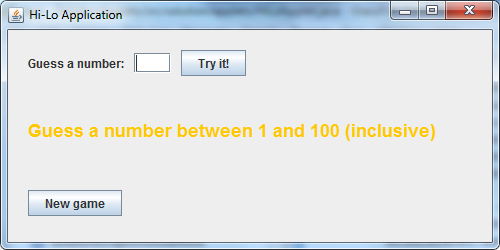 Hi-Lo Application
Guess a number: Try it!
Guess a number between 1 and 100 (inclusive)
New game